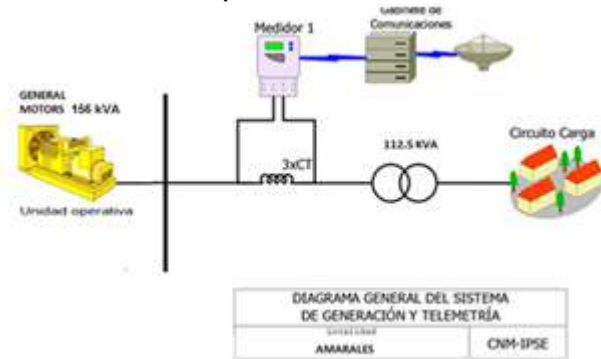 Gabinete de
Comunicaciones
Medidor 1
GENERAL
MOTORS 156 kVA
112.5 KVA
Circuito Carga
3xCT
Unidad operativa
DIAGRAMA GENERAL DEL SISTEMA
DE GENERACIÓN Y TELEMETRÍA
Localidad
AMARALES
CNM-IPSE